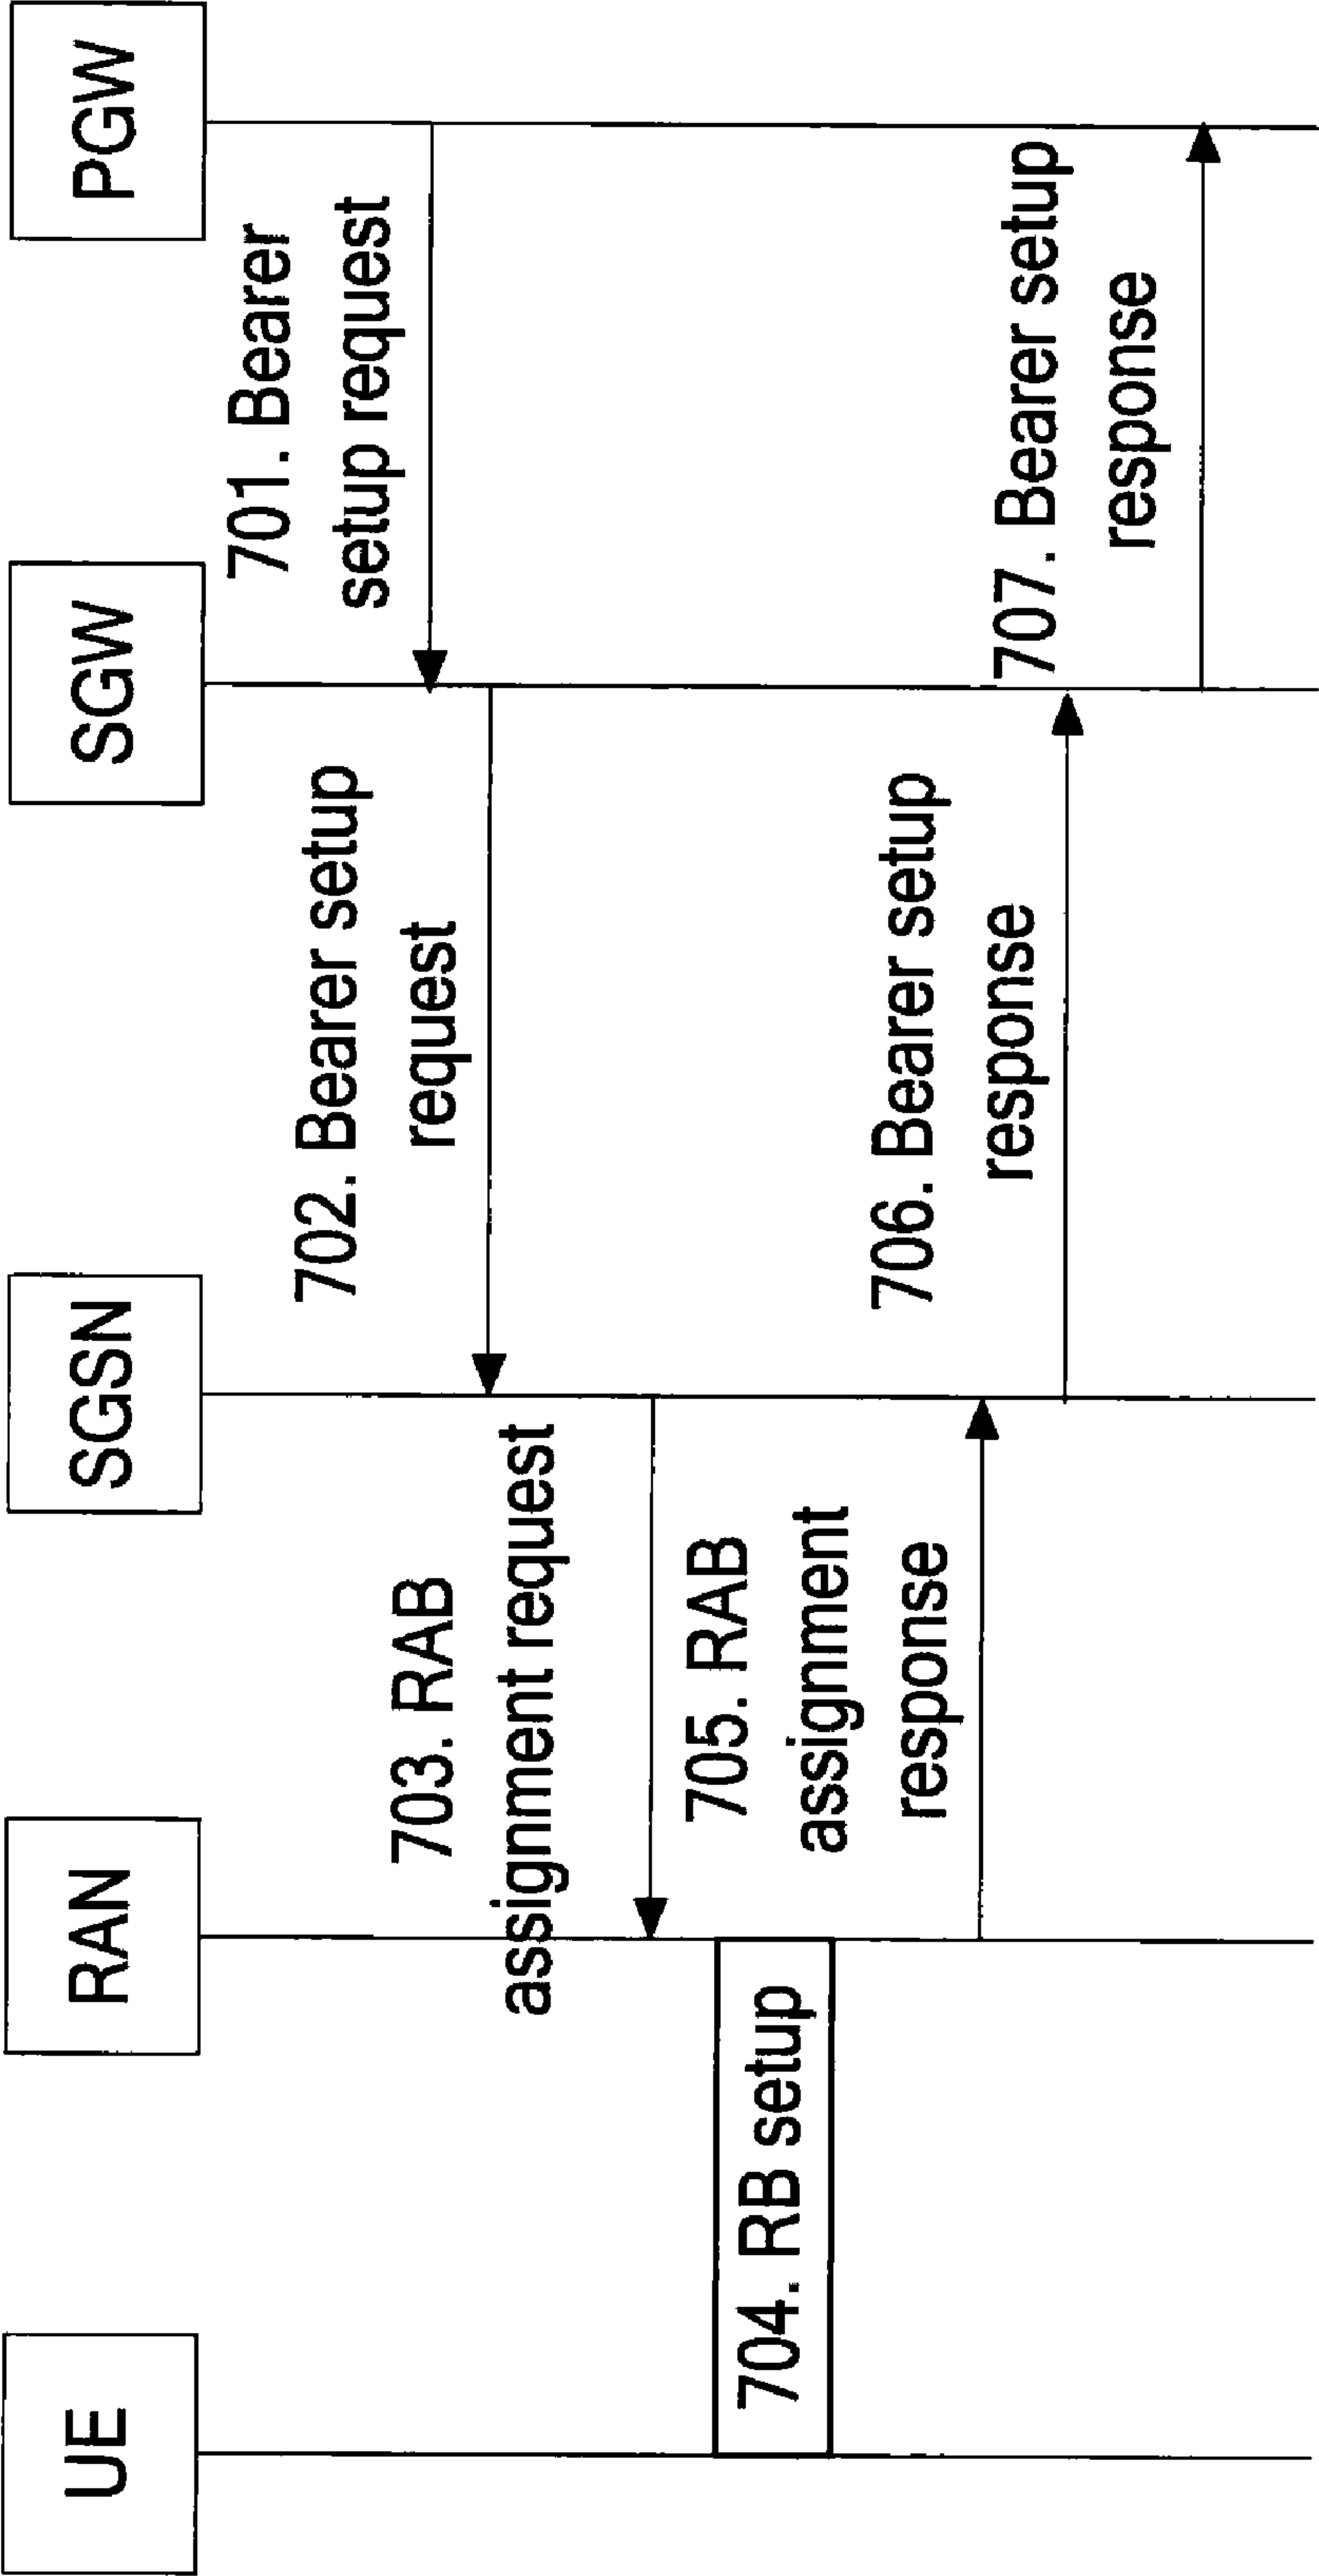 UE
RAN
SGSN
SGW
PGW
701. Bearer
setup request
702. Bearer setup
request
703. RAB
assignment request
704. RB setup
705. RAB
assignment
response
706. Bearer setup
response
707. Bearer setup
response